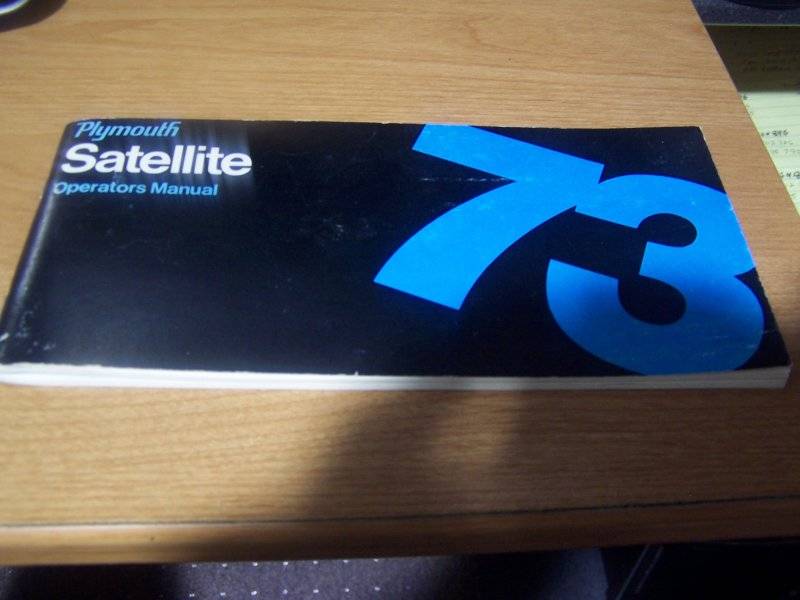 Plymouth
Satellite
Operators Manual
73